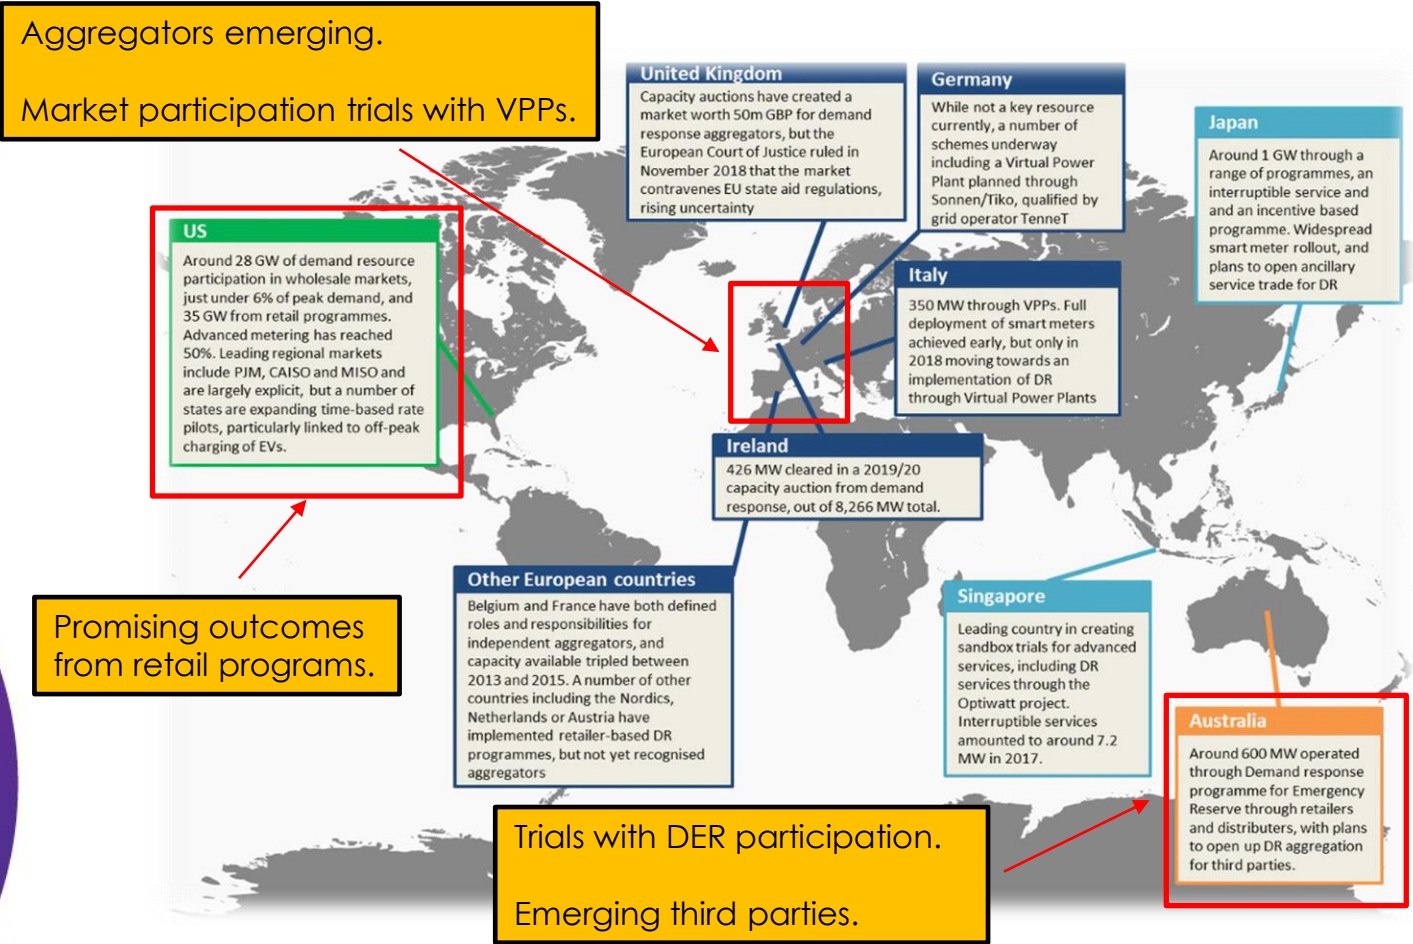 Aggregators emerging.
Market participation trials with VPPs.
United Kingdom
Capacity auctions have created a
market worth 50m GBP for demand
response aggregators, but the
European Court of Justice ruled in
November 2018 that the market
contravenes EU state aid regulations,
rising uncertainty
Germany
While not a key resource
currently, a number of
schemes underway
including a Virtual Power
Plant planned through
Sonnen/Tiko, qualified by
grid operator TenneT
Japan
Around 1 GW through a
range of programmes, an
interruptible service and
and an incentive based
programme. Widespread
smart meter rollout, and
plans to open ancillary
service trade for DR
US
Around 28 GW of demand resource
participation in wholesale markets,
just under 6% of peak demand, and
35 GW from retail programmes.
Advanced metering has reached
50%. Leading regional markets
include PJM, CAISO and MISO and
are largely explicit, but a number of
states are expanding time-based rate
pilots, particularly linked to off-peak
charging of EVs.
Italy
350 MW through VPPs. Full
deployment of smart meters
achieved early, but only in
2018 moving towards an
implementation of DR
through Virtual Power Plants
Ireland
426 MW cleared in a 2019/20
capacity auction from demand
response, out of 8,266 MW total.
Promising outcomes
from retail programs.
Other European countries
Belgium and France have both defined
roles and responsibilities for
independent aggregators, and
capacity available tripled between
2013 and 2015. A number of other
countries including the Nordics,
Netherlands or Austria have
implemented retailer-based DR
programmes, but not yet recognised
aggregators
Singapore
Leading country in creating
sandbox trials for advanced
services, including DR
services through the
Optiwatt project.
Interruptible services
amounted to around 7.2
MW in 2017.
Australia
Around 600 MW operated
through Demand response
programme for Emergency
Reserve through retailers
and distributers, with plans
to open up DR aggregation
for third parties.
Trials with DER participation.
Emerging third parties.